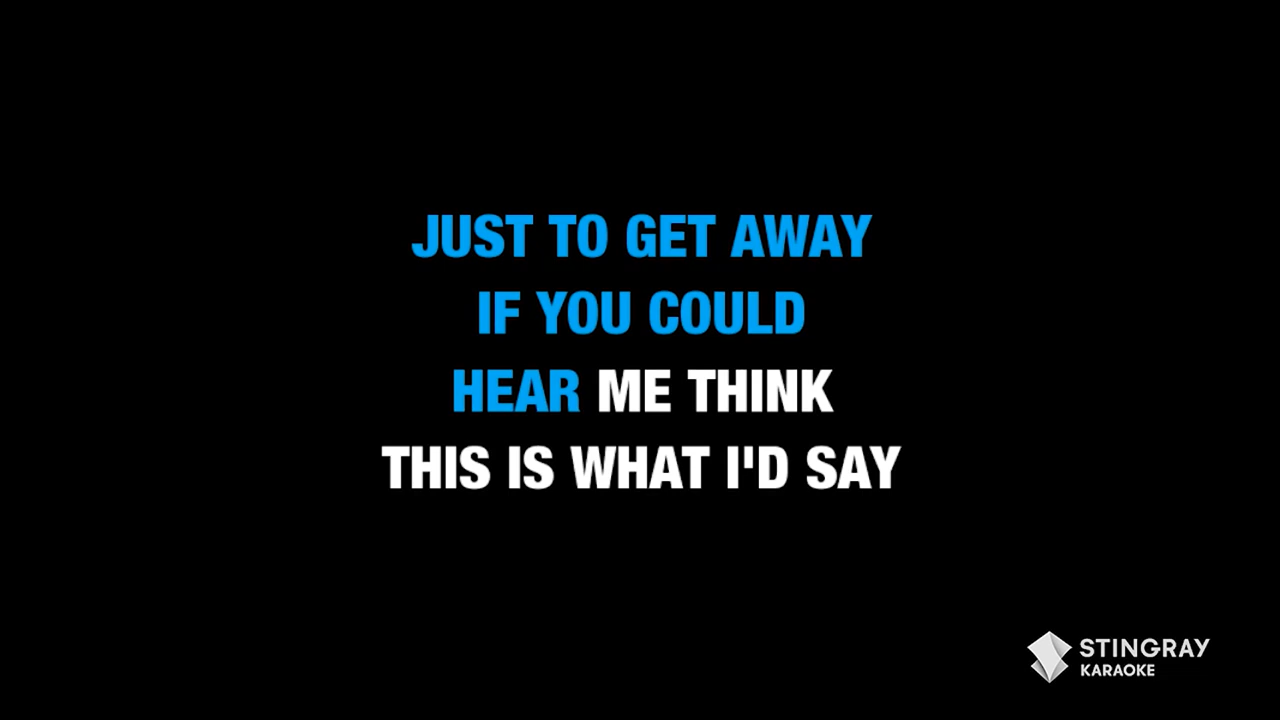 JUST TO GET AWAY
IF YOU COULD
HEAR ME THINK
THIS IS WHAT I'D SAY
STINGRAY
KARAOKE